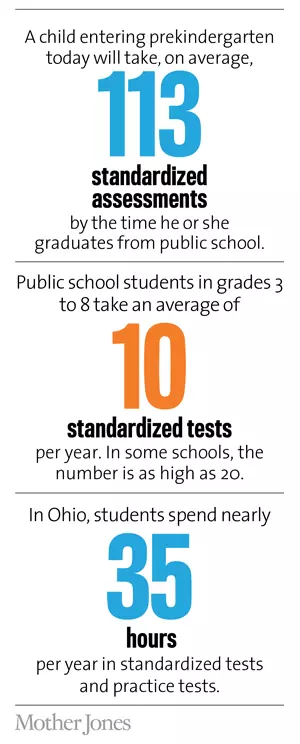 A child entering prekindergarten
today will take, on average,
113
standardized
assessments
by the time he or she
graduates from public school.
Public school students in grades 3
to 8 take an average of
10
standardized tests
per year. In some schools, the
number is as high as 20.
In Ohio, students spend nearly
35
hours
per year in standardized tests
and practice tests.
Mother Jones